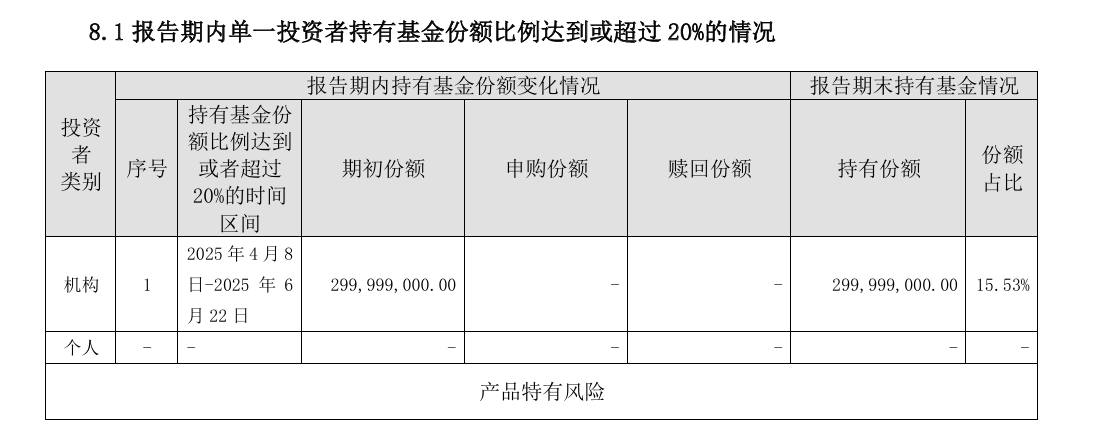 8.1 报告期内单一投资者持有基金份额比例达到或超过 20%的情况
投资
者
类别
报告期内持有基金份额变化情况
报告期末持有基金情况
序号
持有基金份
额比例达到
或者超过
20%的时间
区间
期初份额
申购份额
赎回份额
持有份额
份额
占比
机构
1
2025 年 4 月 8
日-2025 年 6
月 22 日
299,999,000.00
-
-
299,999,000.00
15.53%
个人
-
-
-
-
-
-
-
产品特有风险